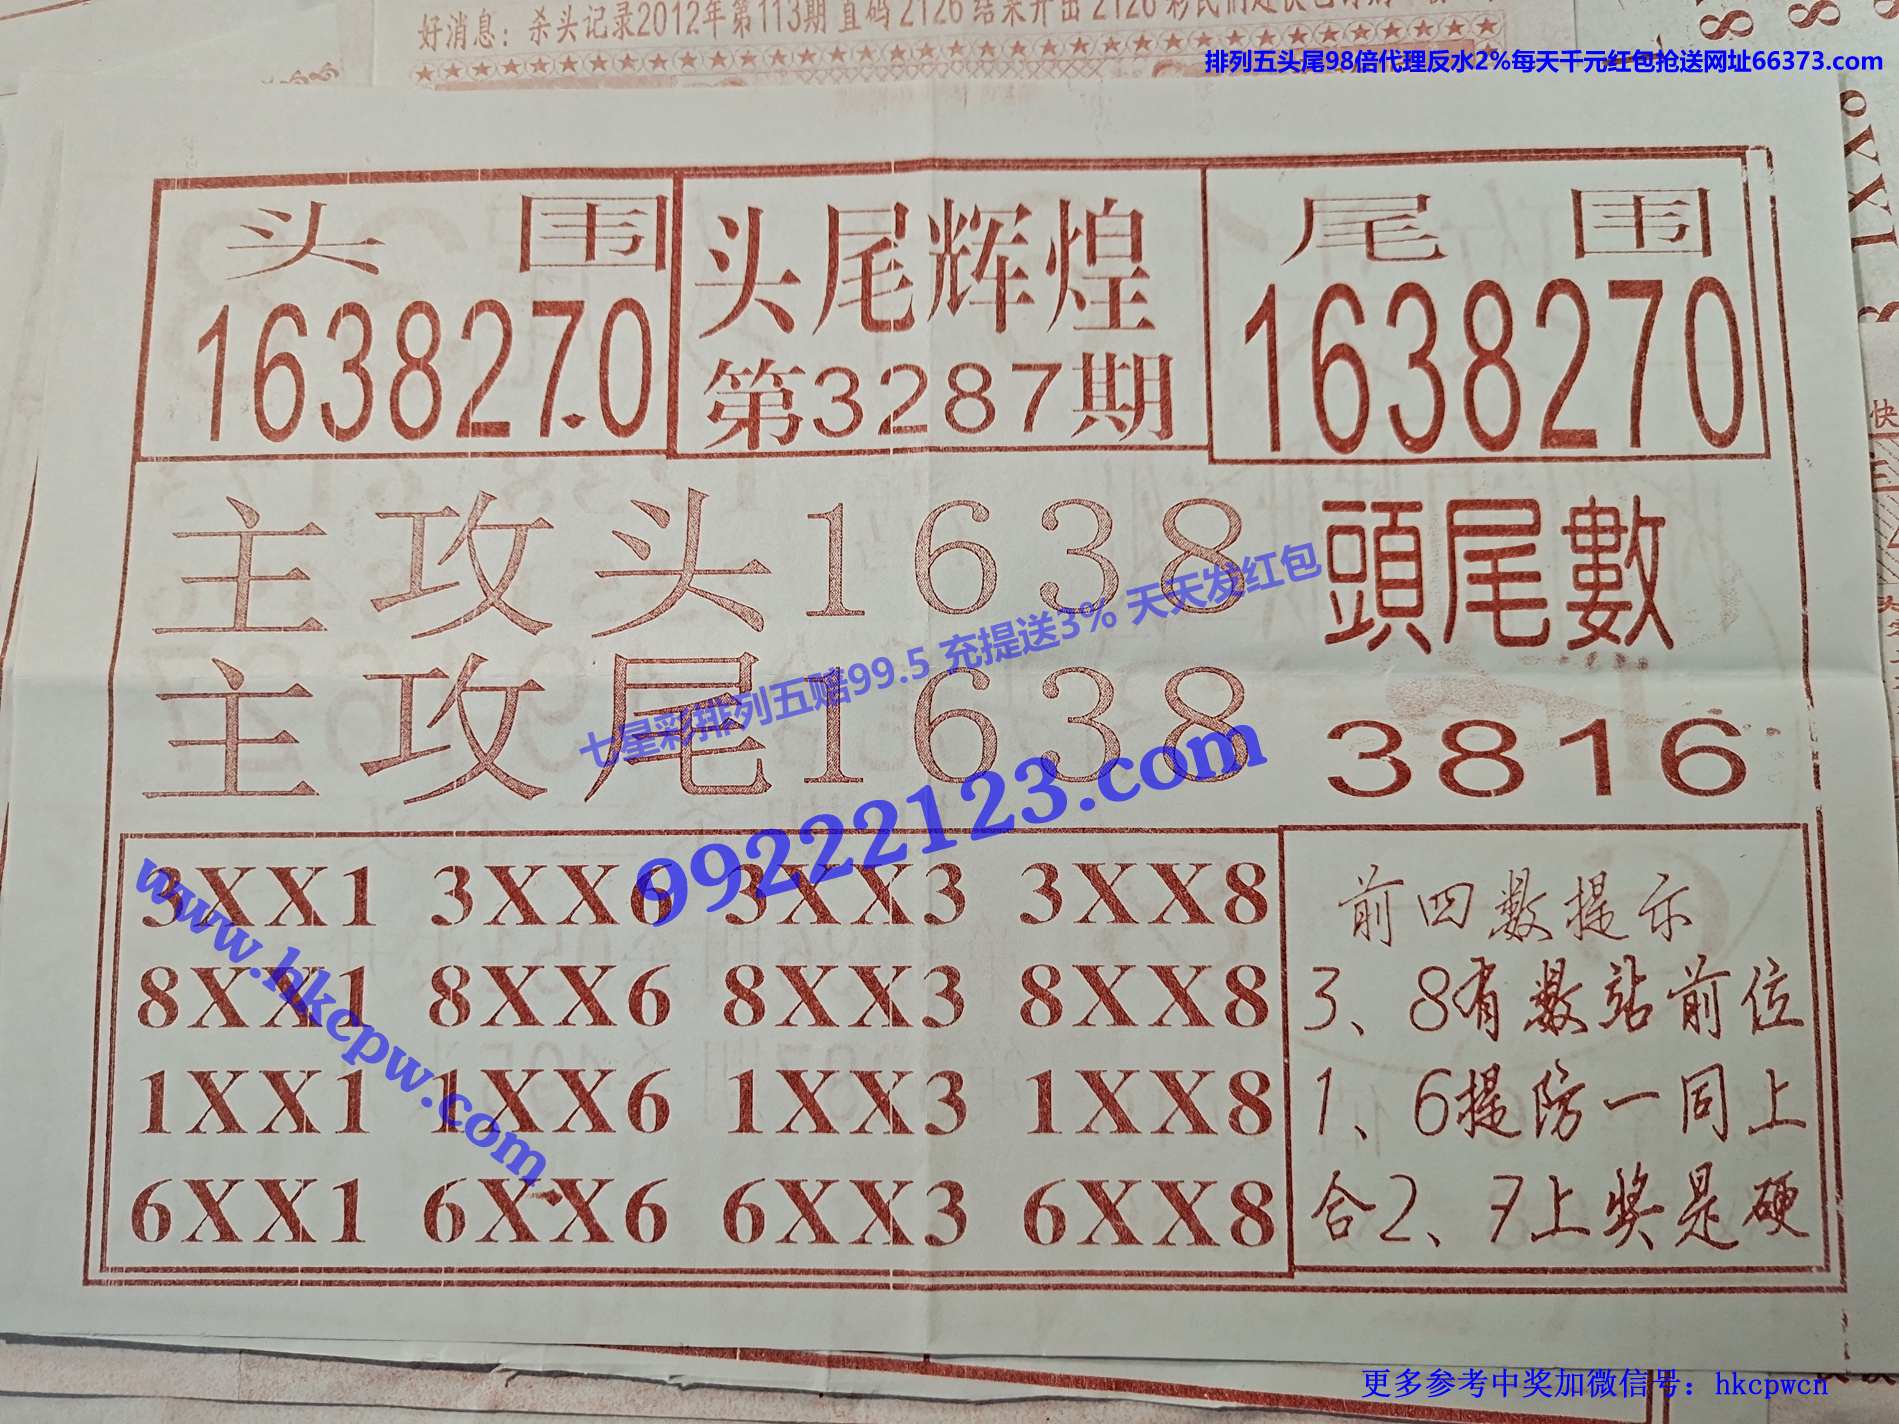 好消息：杀头记录2012年第113期直码2126结果开出2126
排列五头尾98倍代理反水2%每天千元红包抢送网址66373.com
头围
1638270
头尾辉煌
第3287期
尾围
1638270
主攻头1638
頭尾數
七星彩排列五赔99.5 充提送3% 天天发红包
主攻尾1638
3816
99222123.com
www.hkcpw.com
3XX1 3XX6 3XX3 3XX8
8XX1 8XX6 8XX3 8XX8
1XX1 1XX6 1XX3 1XX8
6XX1 6XX6 6XX3 6XX8
前四数提示
3、8有数站前位
1、6提防一同上
合2、7上奖是硬
更多参考中奖加微信号：hkcpwcn